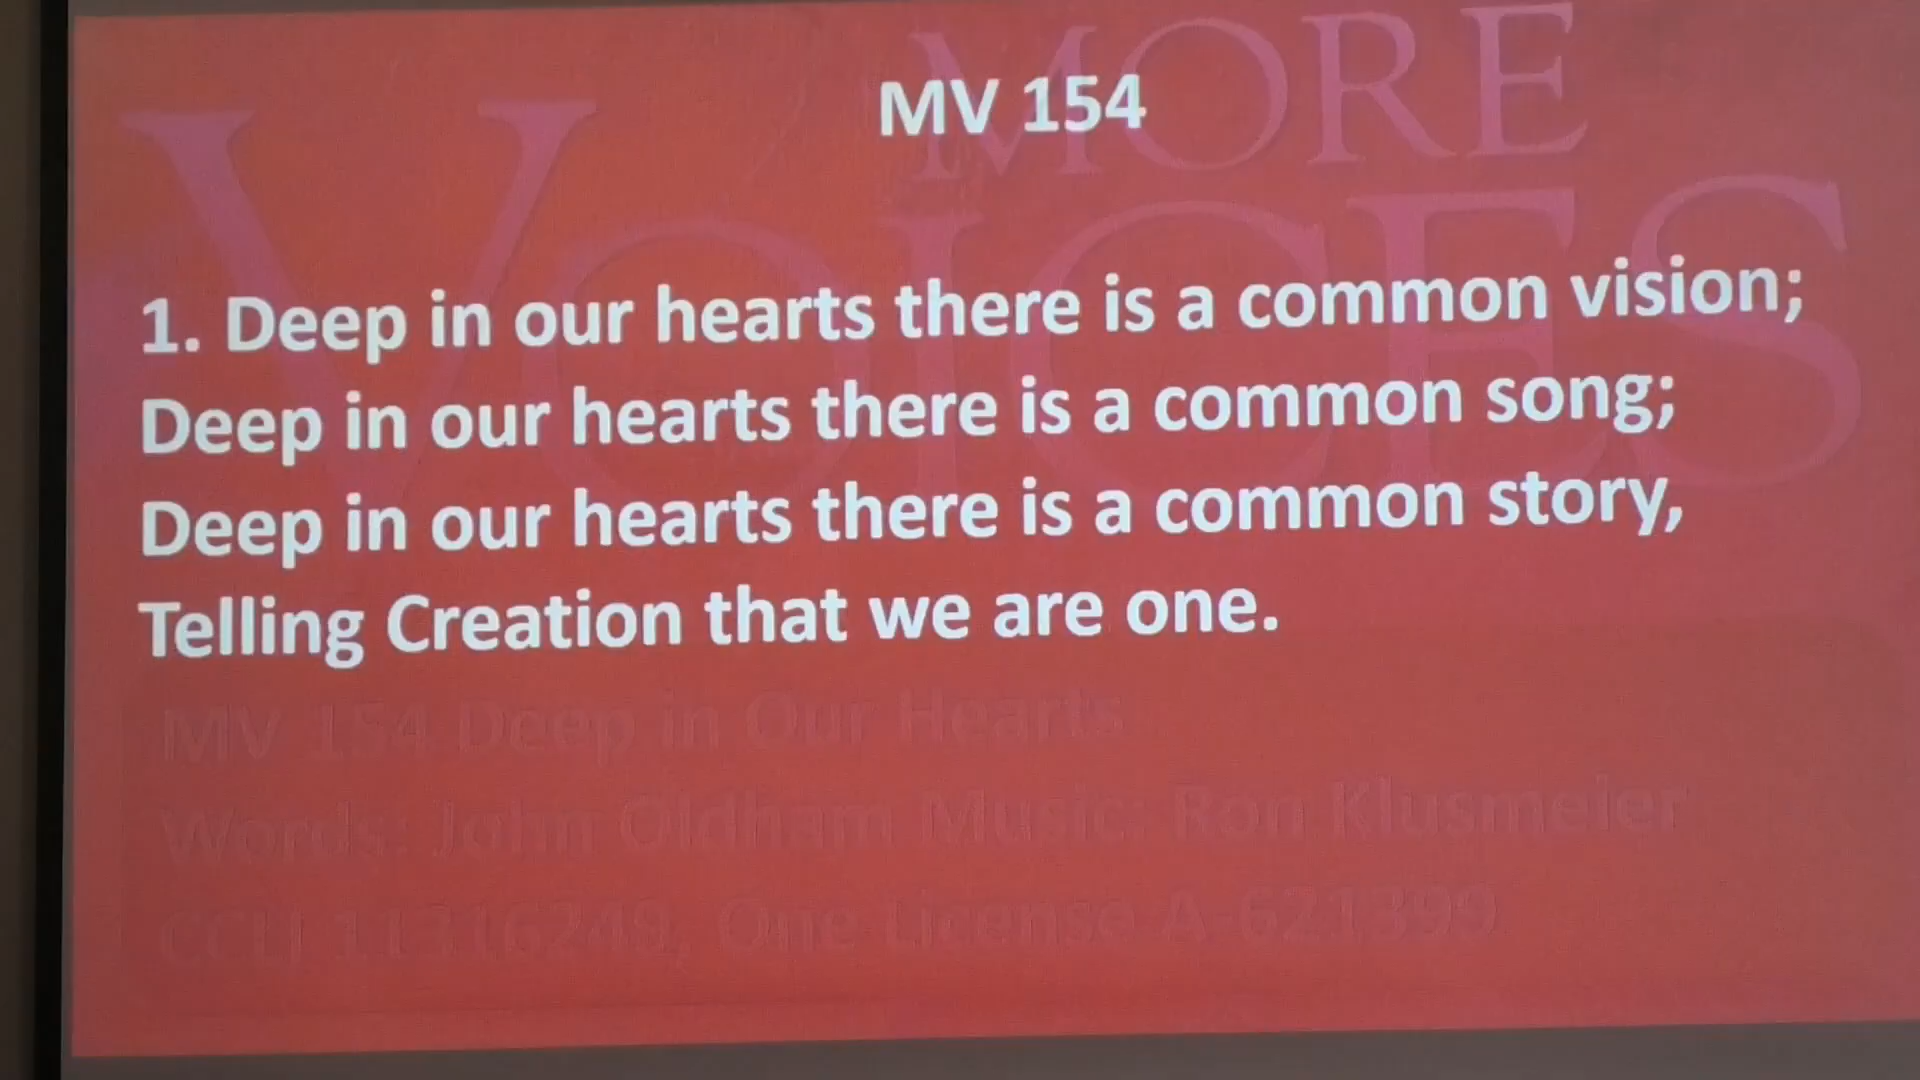 MORE
VOICES
MV 154
1. Deep in our hearts there is a common vision;
Deep in our hearts there is a common song;
Deep in our hearts there is a common story,
Telling Creation that we are one.
MV 154 Deep in Our Hearts
Words: John Oldham Music: Ron Klusmeier
One License A-621399